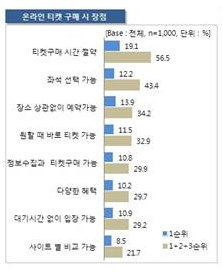 온라인 티켓 구매 시 장점
[Base : 전체, n=1,000, 단위 : %]
티켓구매 시간 절약
19.1
56.5
좌석 선택 가능
12.2
43.4
장소 상관없이 예약가능
13.9
34.2
원할 때 바로 티켓 가능
11.5
32.9
정보수집과 티켓구매 가능
10.8
29.9
다양한 혜택
10.2
29.7
대기시간 없이 입장 가능
10.9
29.2
사이트 별 비교 가능
8.5
21.7
1순위
1+2+3순위